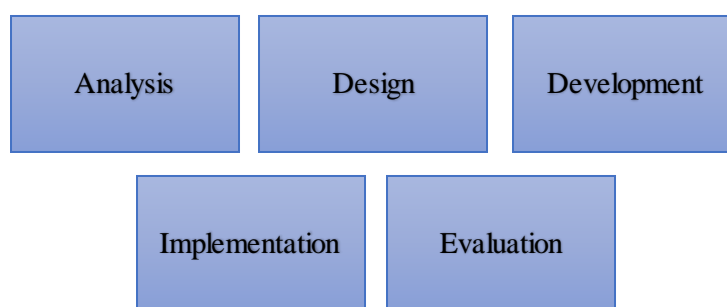 Analysis
Design
Development
Implementation
Evaluation